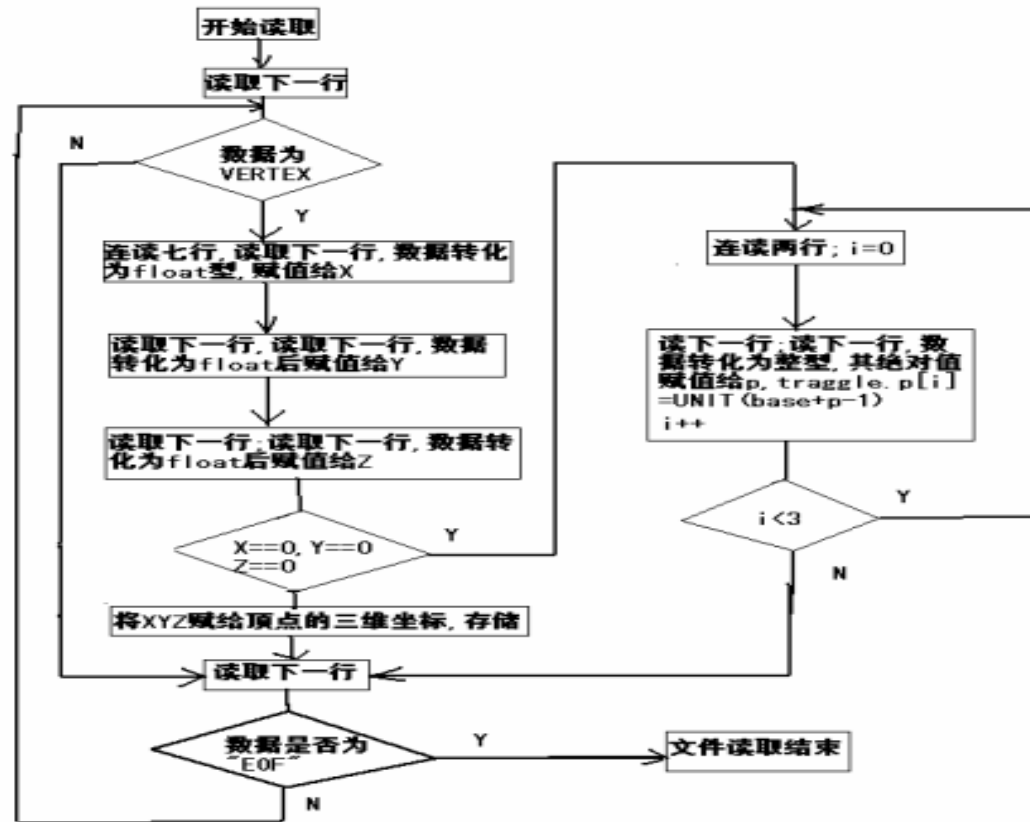 开始读取
读取下一行
N
数据为
VERTEX
Y
连读七行,读取下一行,数据转化
为float型,赋值给X
读取下一行,读取下一行,数据
转化为float后赋值给Y
读取下一行;读取下一行,数据转
化为float后赋值给Z
X==0,Y==0
Z==0
Y
将XYZ赋给顶点的三维坐标,存储
读取下一行
数据是否为
"EOF"
Y
N
文件读取结束
连读两行;i=0
读下一行;读下一行,数
据转化为整型,其绝对值
赋值给p,traggle.p[i]
=UNIT(base+p-1)
i++
i<3
Y
N